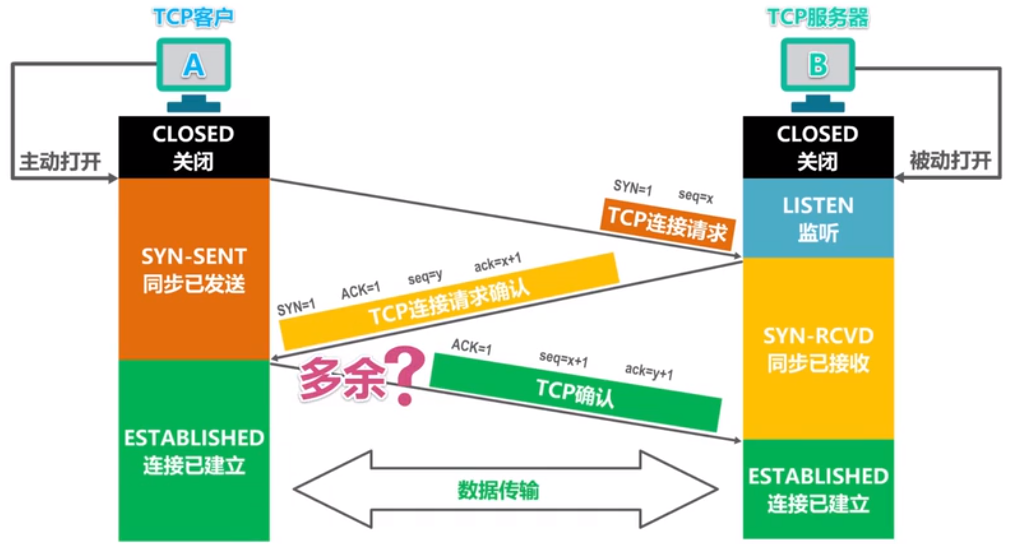 TCP客户
TCP服务器
A
B
CLOSED
关闭
CLOSED
关闭
主动打开
被动打开
SYN=1 seq=x
TCP连接请求
LISTEN
监听
SYN-SENT
同步已发送
SYN=1 ACK=1 seq=y ack=x+1
TCP连接请求确认
SYN-RCVD
同步已接收
多余?
ACK=1 seq=x+1 ack=y+1
TCP确认
ESTABLISHED
连接已建立
数据传输
ESTABLISHED
连接已建立